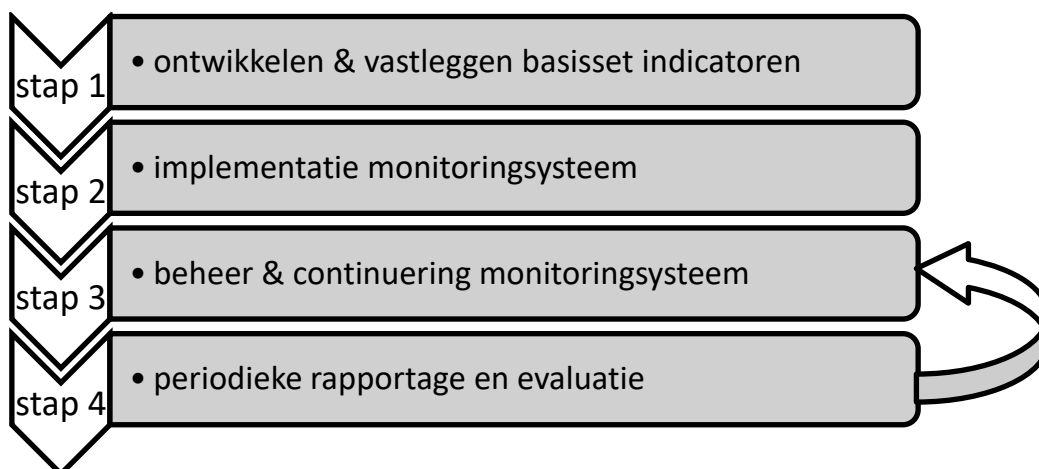 stap 1
• ontwikkelen & vastleggen basisset indicatoren
stap 2
• implementatie monitoringsysteem
stap 3
• beheer & continuering monitoringsysteem
stap 4
• periodieke rapportage en evaluatie